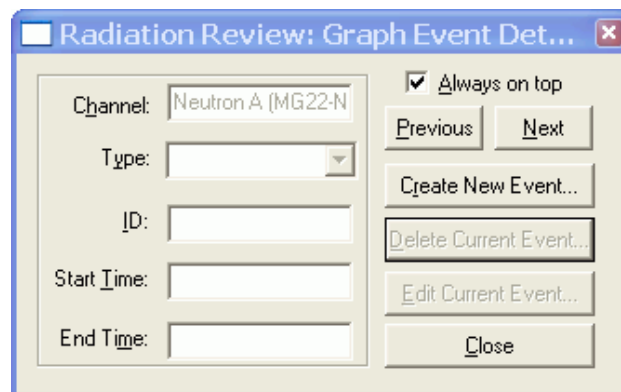 Radiation Review: Graph Event Det...
Channel:
Neutron A (MG22-N
Type:
ID:
Start Time:
End Time:
Always on top
Previous
Next
Create New Event...
Delete Current Event...
Edit Current Event...
Close